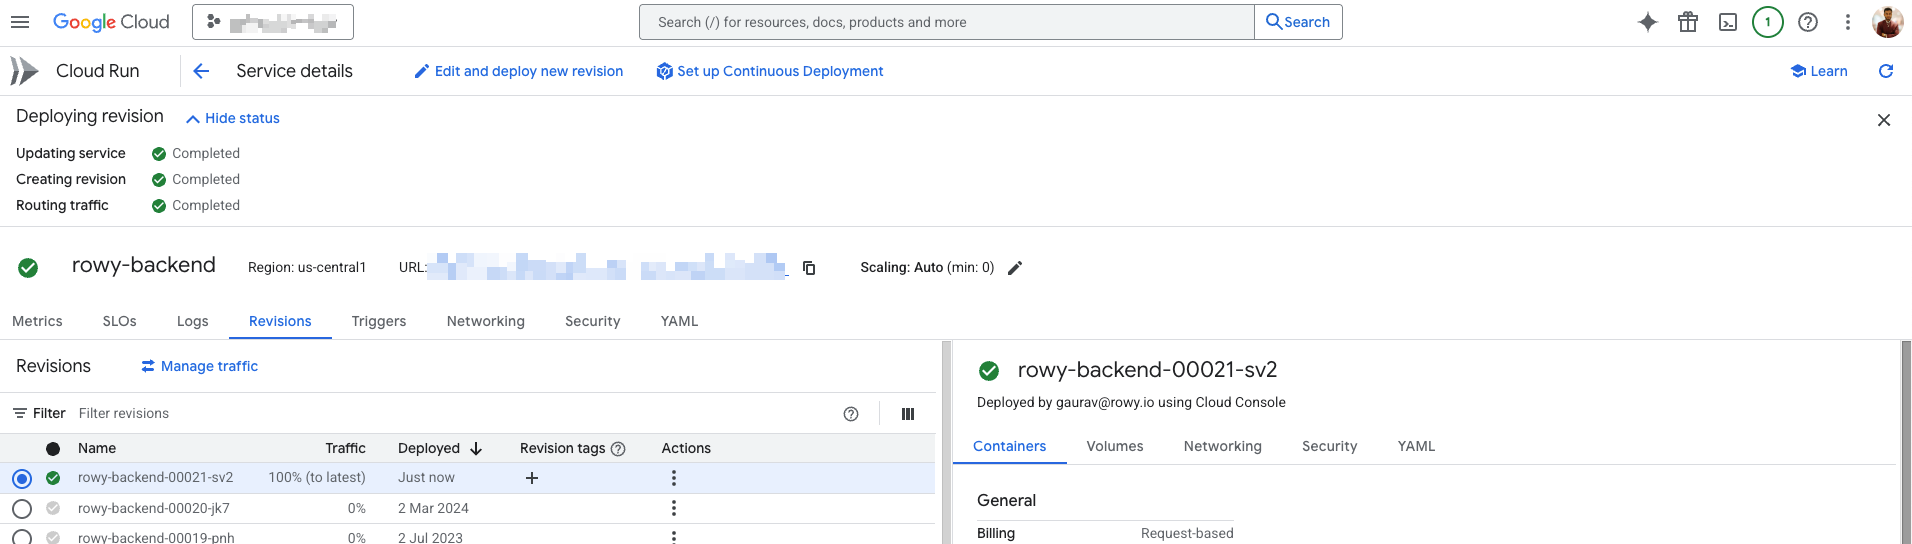 Google Cloud
Search (/) for resources, docs, products and more
Search
1
Cloud Run
Service details
Edit and deploy new revision
Set up Continuous Deployment
Learn
Deploying revision
Hide status
Updating service Completed
Creating revision Completed
Routing traffic Completed
rowy-backend
Region: us-central1
URL:
Scaling: Auto (min: 0)
Metrics SLOs Logs Revisions Triggers Networking Security YAML
Revisions
Manage traffic
Filter Filter revisions
Name Traffic Deployed Revision tags Actions
rowy-backend-00021-sv2 100% (to latest) Just now
rowy-backend-00020-jk7 0% 2 Mar 2024
rowy-backend-00019-pnh 0% 2 Jul 2023
rowy-backend-00021-sv2
Deployed by gaurav@rowy.io using Cloud Console
Containers Volumes Networking Security YAML
General
Billing Request-based